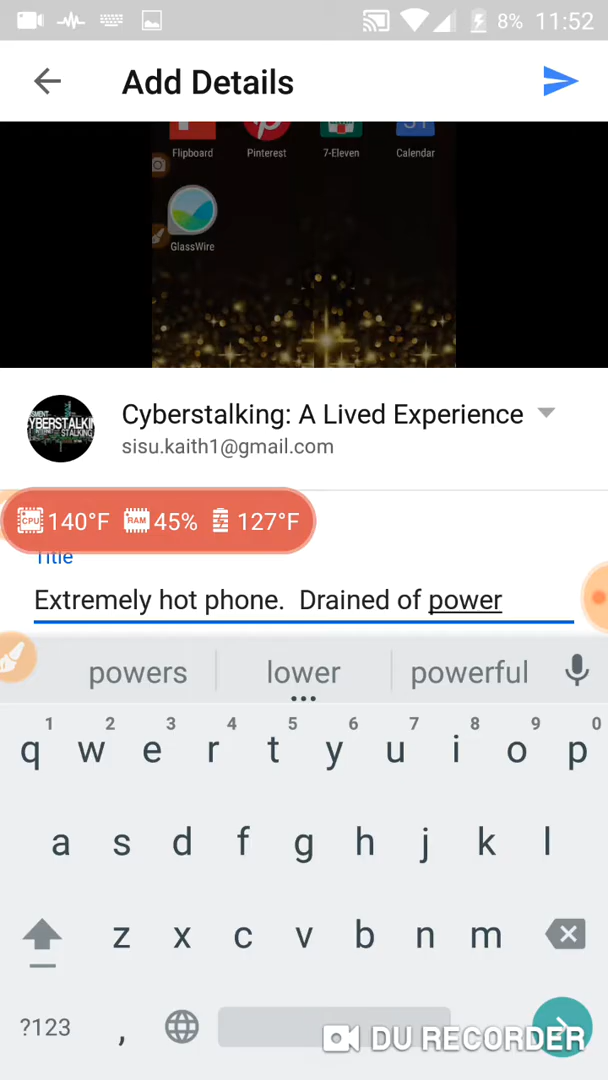 8% 11:52
Add Details
Flipboard Pinterest 7-Eleven Calendar
GlassWire
Cyberstalking: A Lived Experience
sisu.kaith1@gmail.com
CPU 140°F RAM 45% 127°F
Title
Extremely hot phone. Drained of power
powers lower powerful
1 2 3 4 5 6 7 8 9 0
q w e r t y u i o p
a s d f g h j k l
z x c v b n m
?123 ,
DU RECORDER